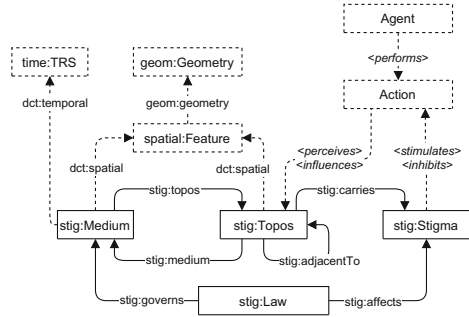 Agent
time:TRS
geom:Geometry
<performs>
dct:temporal
geom:geometry
Action
spatial:Feature
<perceives>
<influences>
<stimulates>
<inhibits>
dct:spatial
dct:spatial
stig:topos
stig:carries
stig:Medium
stig:Topos
stig:Stigma
stig:medium
stig:adjacentTo
stig:governs
stig:Law
stig:affects